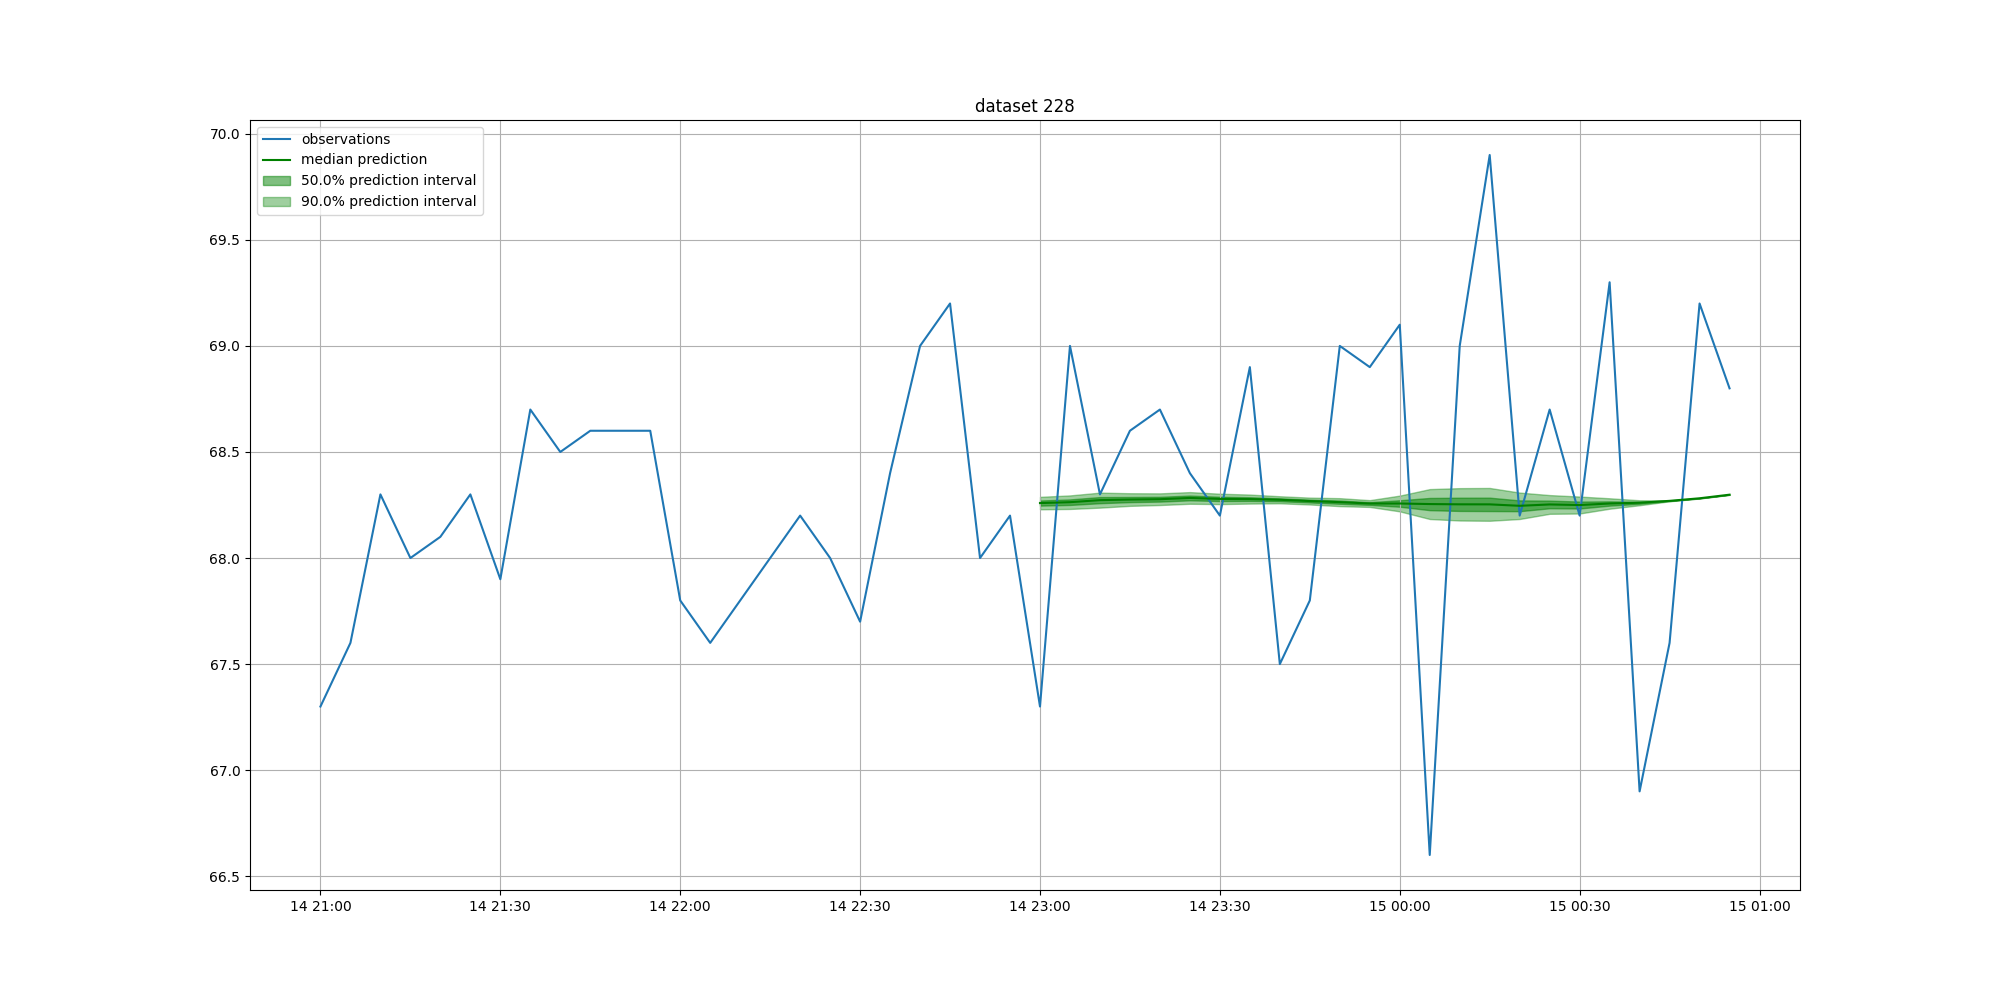 dataset 228
observations
median prediction
50.0% prediction interval
90.0% prediction interval
70.0
69.5
69.0
68.5
68.0
67.5
67.0
66.5
14 21:00 14 21:30 14 22:00 14 22:30 14 23:00 14 23:30 15 00:00 15 00:30 15 01:00